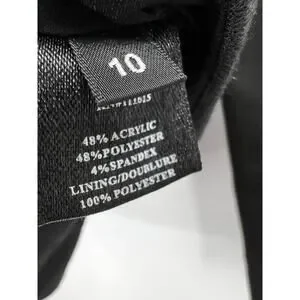 10
48% ACRYLIC
48%POLYESTER
4%SPANDEX
LINING/DOUBLURE
100% POLYESTER